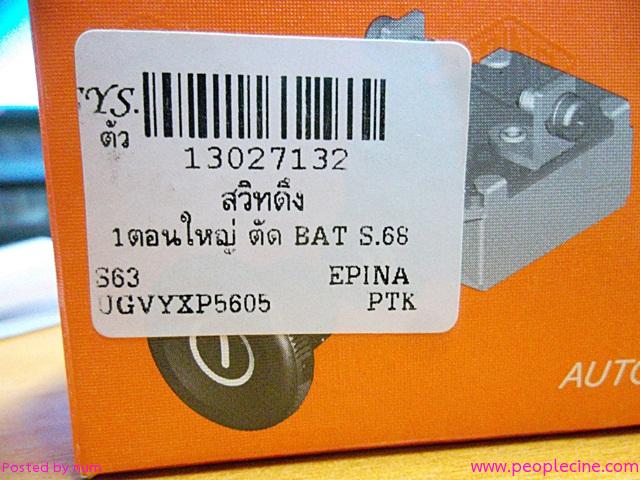 YS.
ตัว
13027132
สวิทดึง
1ตอนใหญ่ ตัด BAT S.68
S63 EPINA
UGVYXP5605 PTK
AUTO
Posted by num
www.peoplecine.com